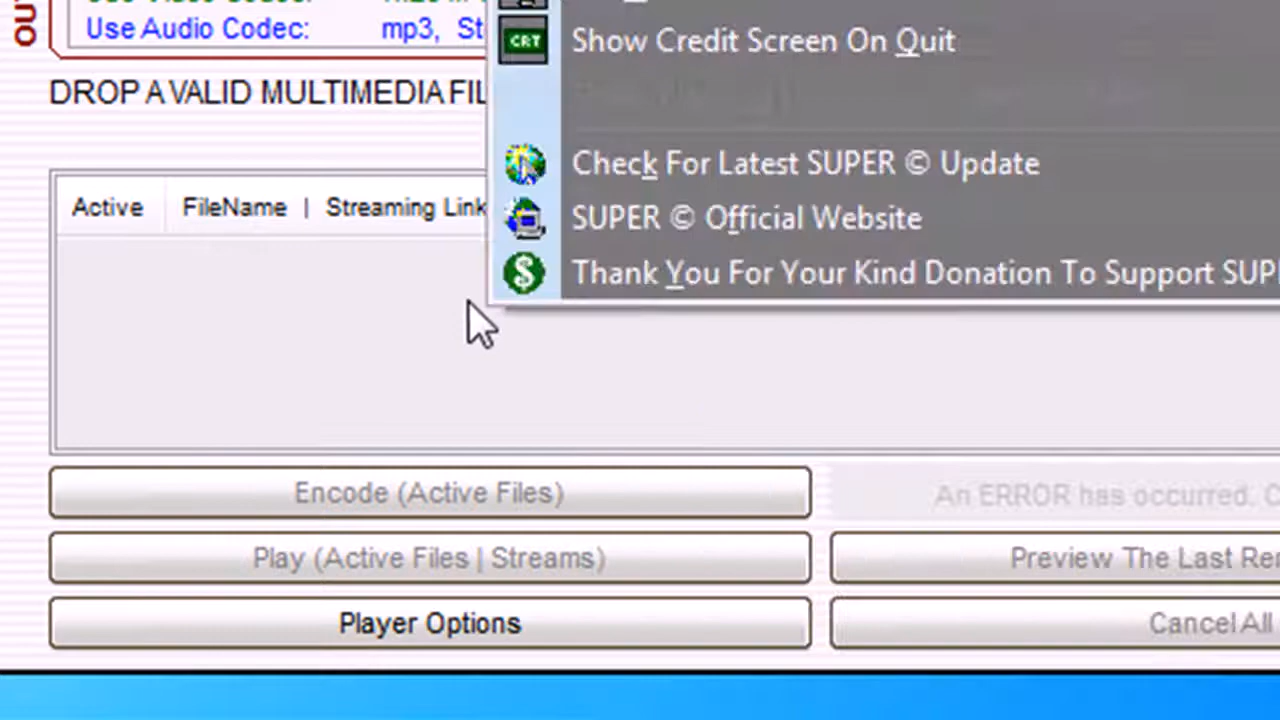 OUT
Use Audio Codec: mp3, St
CRT Show Credit Screen On Quit
DROP A VALID MULTIMEDIA FIL
Check For Latest SUPER © Update
Active FileName | Streaming Link
SUPER © Official Website
$ Thank You For Your Kind Donation To Support SUP
Encode (Active Files)
An ERROR has occurred. C
Play (Active Files | Streams)
Preview The Last Re
Player Options
Cancel All